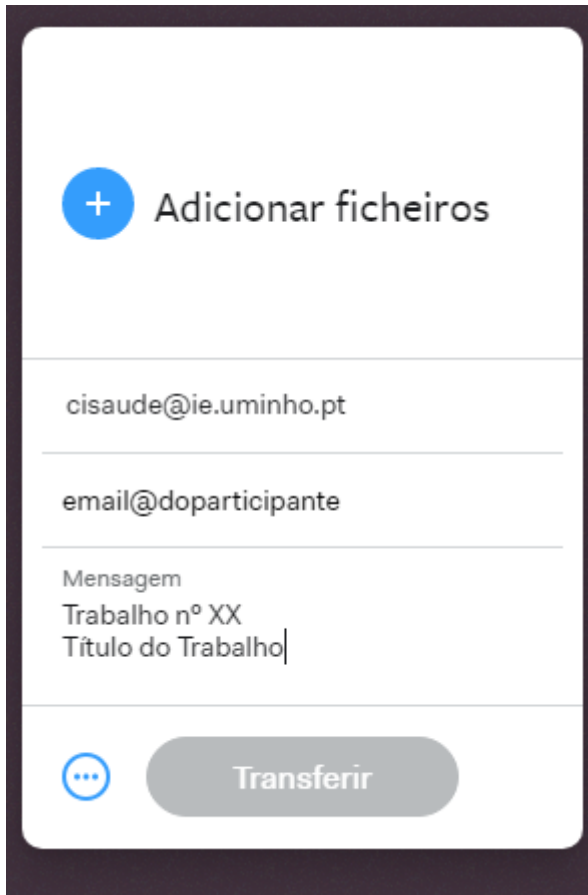 +
Adicionar ficheiros
cisaude@ie.uminho.pt
email@doparticipante
Mensagem
Trabalho nº XX
Título do Trabalho
Transferir